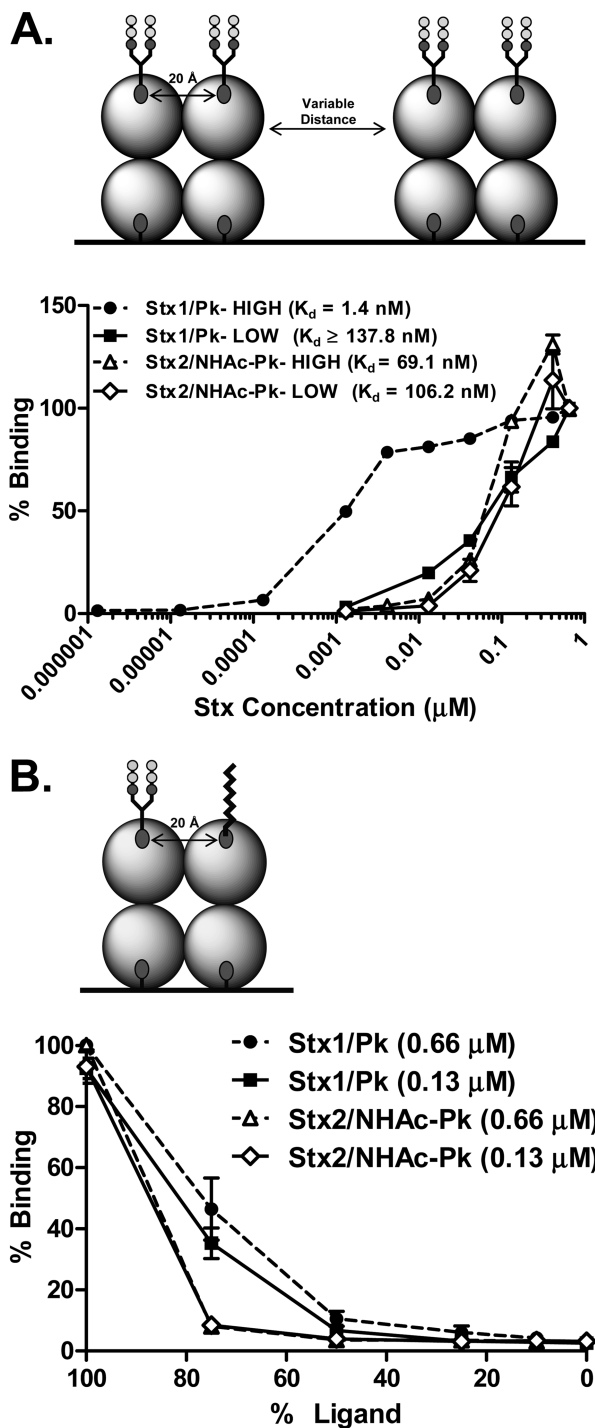 A.
20 Å
Variable
Distance
Stx1/Pk- HIGH (Kd = 1.4 nM)
Stx1/Pk- LOW (Kd ≥ 137.8 nM)
Stx2/NHAc-Pk- HIGH (Kd = 69.1 nM)
Stx2/NHAc-Pk- LOW (Kd = 106.2 nM)
150
100
50
0
% Binding
0.000001
0.00001
0.0001
0.001
0.01
0.1
1
Stx Concentration (μM)
B.
20 Å
Stx1/Pk (0.66 μM)
Stx1/Pk (0.13 μM)
Stx2/NHAc-Pk (0.66 μM)
Stx2/NHAc-Pk (0.13 μM)
100
80
60
40
20
0
% Binding
100
80
60
40
20
0
% Ligand